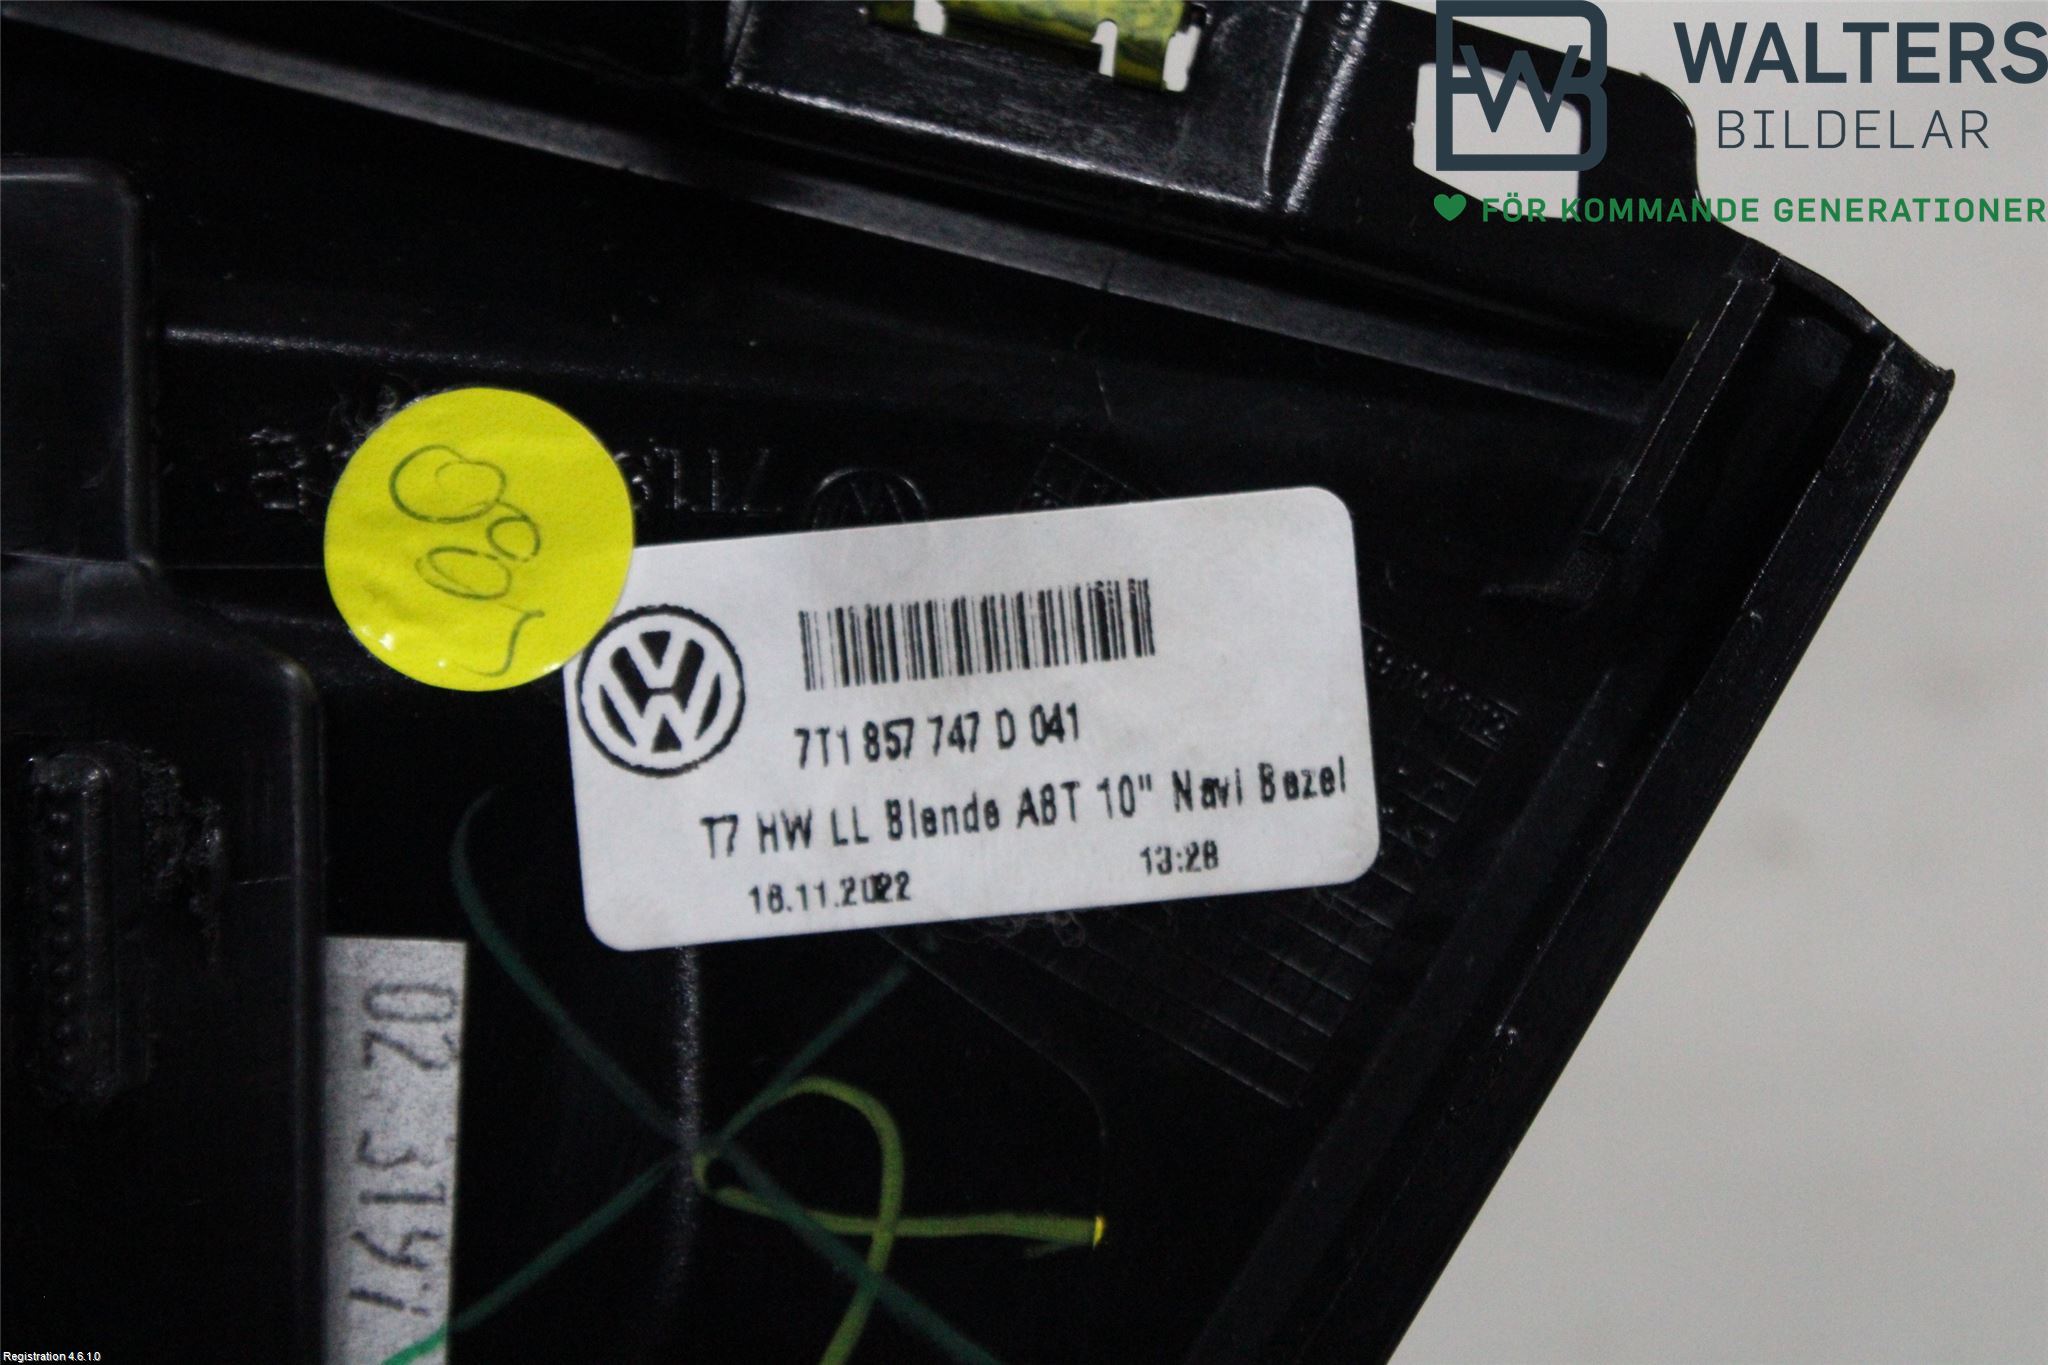 WALTERS
BILDELAR
FÖR KOMMANDE GENERATIONER
7T1 857 747 D 041
T7 HW LL Blende ABT 10" Navi Bezel
16.11.2022 13:28
Registration 4.6.1.0